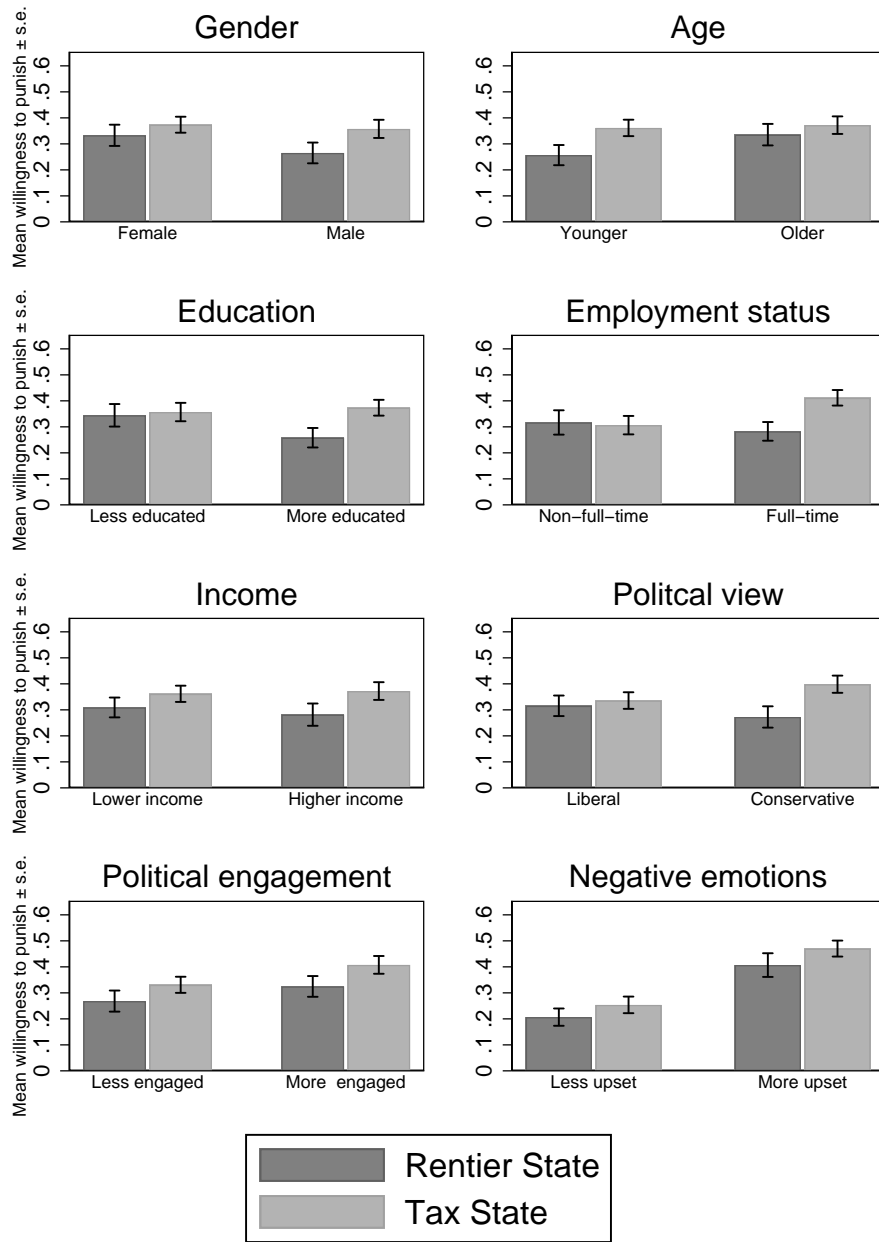 Gender
Age
Mean willingness to punish ± s.e.
0 .1 .2 .3 .4 .5 .6
0 .1 .2 .3 .4 .5 .6
Female Male
Younger Older
Education
Employment status
Mean willingness to punish ± s.e.
0 .1 .2 .3 .4 .5 .6
0 .1 .2 .3 .4 .5 .6
Less educated More educated
Non-full-time Full-time
Income
Politcal view
Mean willingness to punish ± s.e.
0 .1 .2 .3 .4 .5 .6
0 .1 .2 .3 .4 .5 .6
Lower income Higher income
Liberal Conservative
Political engagement
Negative emotions
Mean willingness to punish ± s.e.
0 .1 .2 .3 .4 .5 .6
0 .1 .2 .3 .4 .5 .6
Less engaged More engaged
Less upset More upset
Rentier State
Tax State